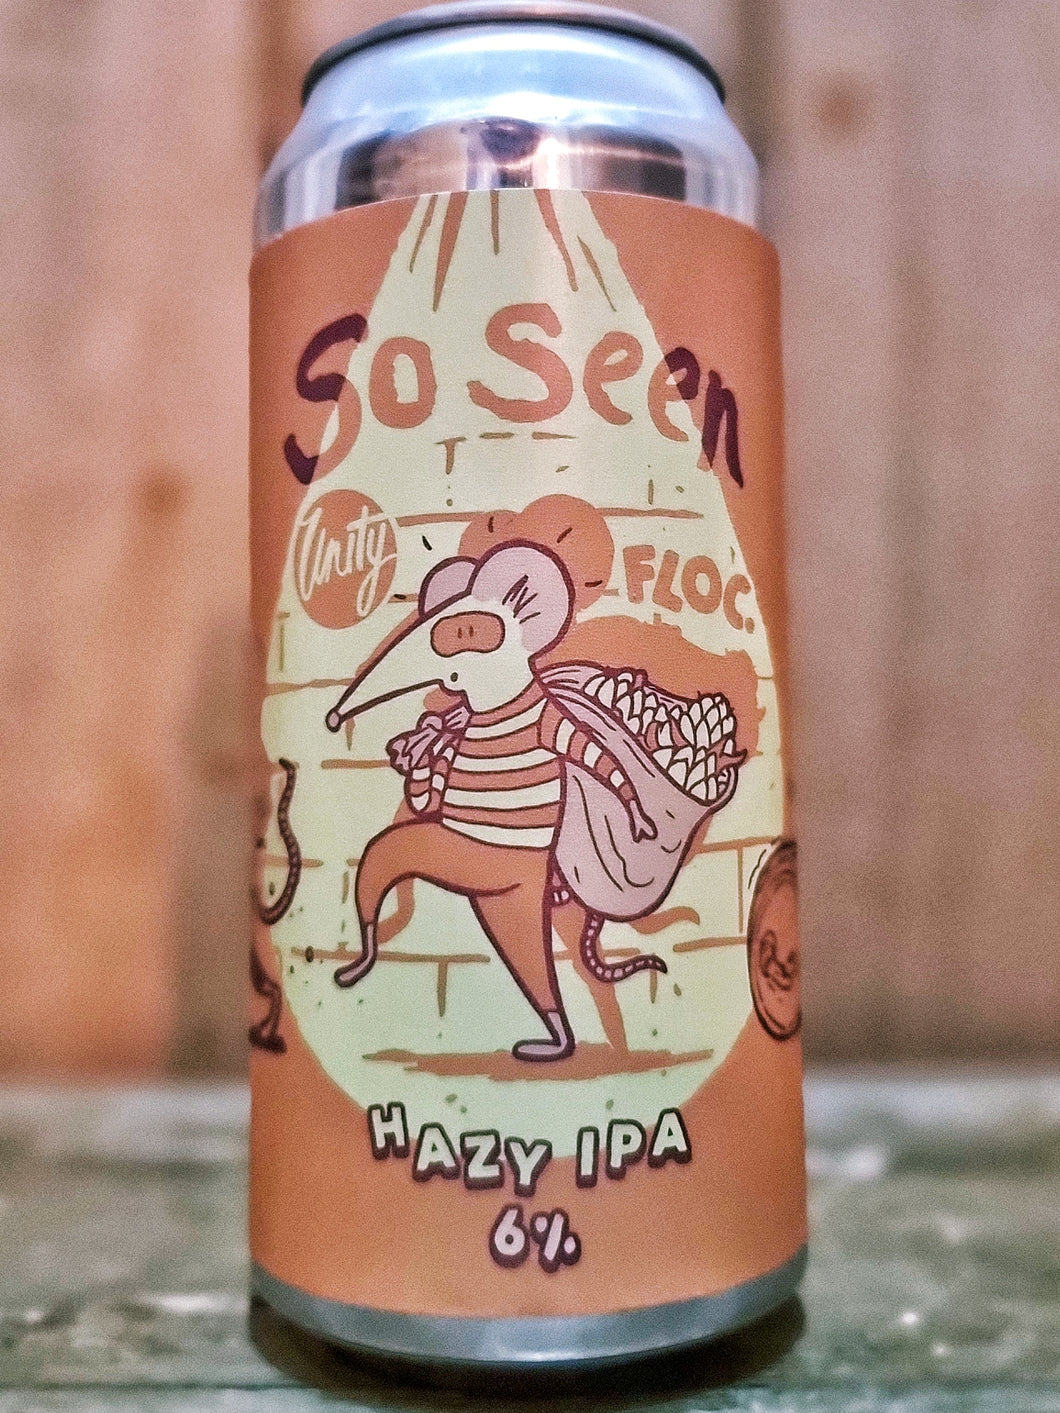 So Seen
Unity
FLOC.
HAZY IPA
6%